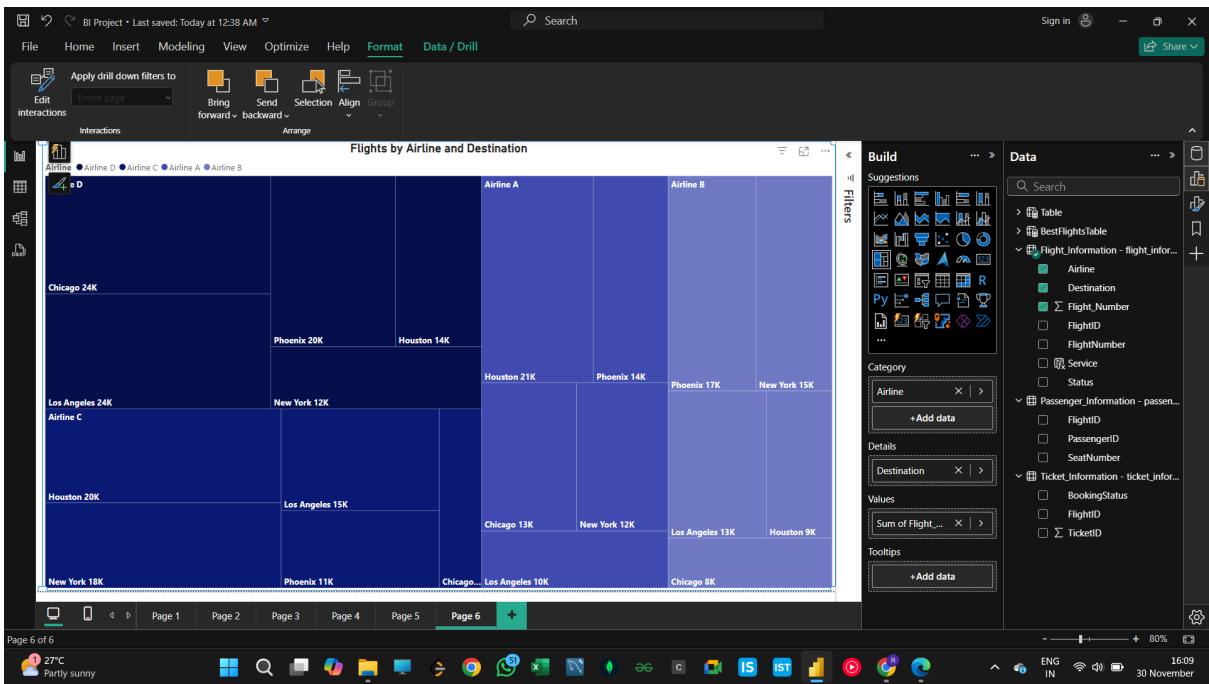 BI Project • Last saved: Today at 12:38 AM
Search
Sign in
File Home Insert Modeling View Optimize Help Format Data / Drill
Share
Edit interactions
Apply drill down filters to
Entire page
Interactions
Bring forward
Send backward
Selection
Align
Group
Arrange
Flights by Airline and Destination
Airline Airline D Airline C Airline A Airline B
e D
Chicago 24K
Los Angeles 24K
Phoenix 20K
Houston 14K
New York 12K
Airline C
Houston 20K
New York 18K
Los Angeles 15K
Phoenix 11K
Chicago...
Airline A
Houston 21K
Phoenix 14K
Chicago 13K
New York 12K
Los Angeles 10K
Airline B
Phoenix 17K
New York 15K
Los Angeles 13K
Houston 9K
Chicago 8K
Filters
Build
Suggestions
R
Py
123
...
Category
Airline
+Add data
Details
Destination
Values
Sum of Flight_...
Tooltips
+Add data
Data
Search
Table
BestFlightsTable
Flight_Information - flight_infor...
Airline
Destination
Flight_Number
FlightID
FlightNumber
Service
Status
Passenger_Information - passen...
FlightID
PassengerID
SeatNumber
Ticket_Information - ticket_infor...
BookingStatus
FlightID
TicketID
Page 1 Page 2 Page 3 Page 4 Page 5 Page 6
Page 6 of 6
80%
1
27°C
Partly sunny
IS
IST
ENG
IN
16:09
30 November